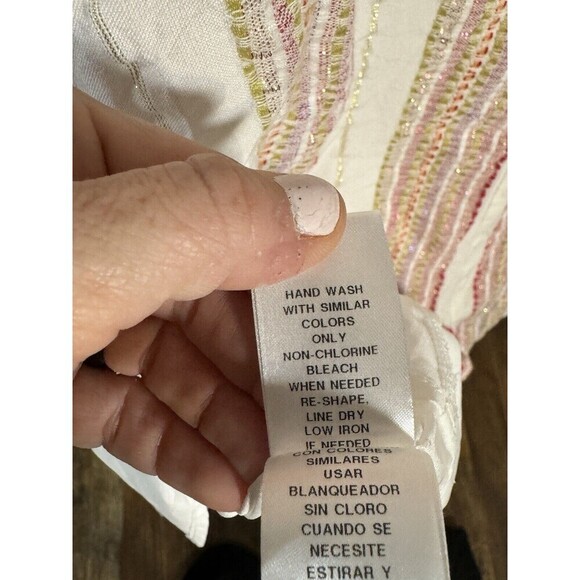 HAND WASH
WITH SIMILAR
COLORS
ONLY
NON-CHLORINE
BLEACH
WHEN NEEDED
RE-SHAPE,
LINE DRY
LOW IRON
IF NEEDED
CON COLORES
SIMILARES
USAR
BLANQUEADOR
SIN CLORO
CUANDO SE
NECESITE
ESTIRAR Y